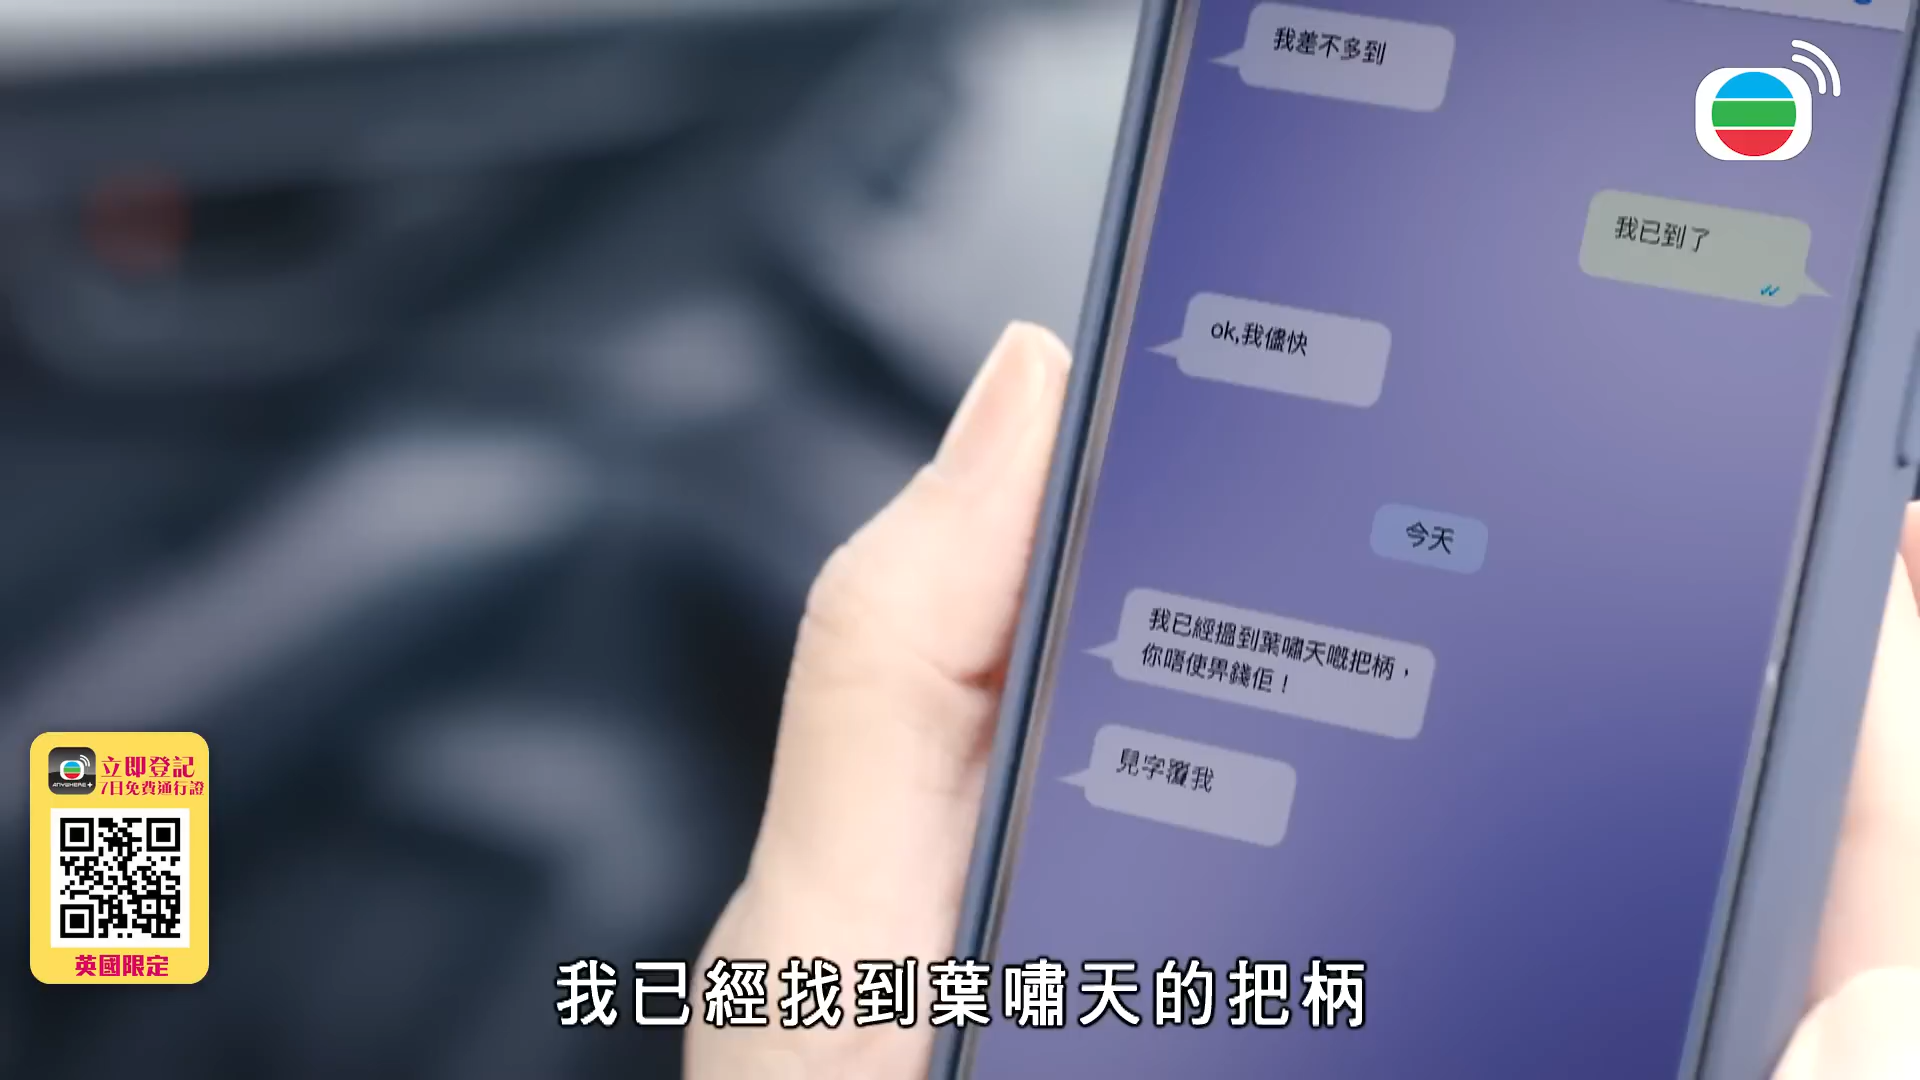 我差不多到
我已到了
ok,我儘快
今天
我已經搵到葉嘯天嘅把柄，
你唔使畀錢佢！
見字覆我
立即登記
7日免費通行證
ANYWHERE+
英國限定
我已經找到葉嘯天的把柄